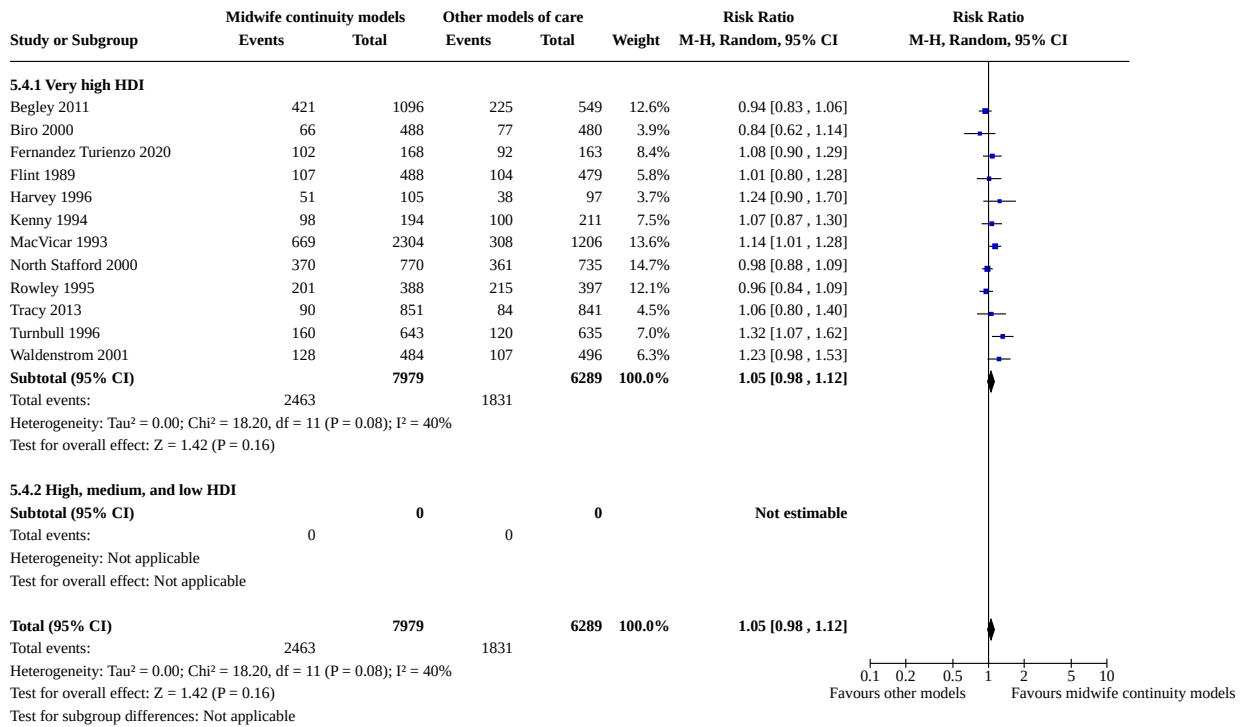 Midwife continuity models Other models of care Risk Ratio Risk Ratio
Study or Subgroup Events Total Events Total Weight M-H, Random, 95% CI M-H, Random, 95% CI
5.4.1 Very high HDI
Begley 2011 421 1096 225 549 12.6% 0.94 [0.83 , 1.06]
Biro 2000 66 488 77 480 3.9% 0.84 [0.62 , 1.14]
Fernandez Turienzo 2020 102 168 92 163 8.4% 1.08 [0.90 , 1.29]
Flint 1989 107 488 104 479 5.8% 1.01 [0.80 , 1.28]
Harvey 1996 51 105 38 97 3.7% 1.24 [0.90 , 1.70]
Kenny 1994 98 194 100 211 7.5% 1.07 [0.87 , 1.30]
MacVicar 1993 669 2304 308 1206 13.6% 1.14 [1.01 , 1.28]
North Stafford 2000 370 770 361 735 14.7% 0.98 [0.88 , 1.09]
Rowley 1995 201 388 215 397 12.1% 0.96 [0.84 , 1.09]
Tracy 2013 90 851 84 841 4.5% 1.06 [0.80 , 1.40]
Turnbull 1996 160 643 120 635 7.0% 1.32 [1.07 , 1.62]
Waldenstrom 2001 128 484 107 496 6.3% 1.23 [0.98 , 1.53]
Subtotal (95% CI) 7979 6289 100.0% 1.05 [0.98 , 1.12]
Total events: 2463 1831
Heterogeneity: Tau² = 0.00; Chi² = 18.20, df = 11 (P = 0.08); I² = 40%
Test for overall effect: Z = 1.42 (P = 0.16)
5.4.2 High, medium, and low HDI
Subtotal (95% CI) 0 0 Not estimable
Total events: 0 0
Heterogeneity: Not applicable
Test for overall effect: Not applicable
Total (95% CI) 7979 6289 100.0% 1.05 [0.98 , 1.12]
Total events: 2463 1831
Heterogeneity: Tau² = 0.00; Chi² = 18.20, df = 11 (P = 0.08); I² = 40%
0.1 0.2 0.5 1 2 5 10
Test for overall effect: Z = 1.42 (P = 0.16) Favours other models Favours midwife continuity models
Test for subgroup differences: Not applicable